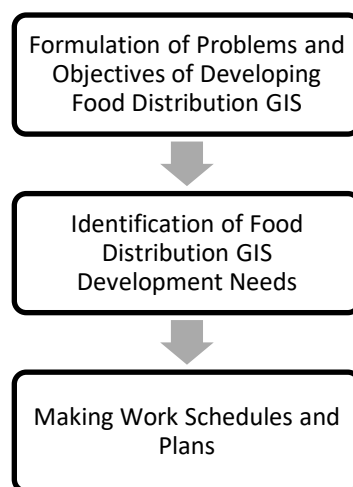 Formulation of Problems and
Objectives of Developing
Food Distribution GIS
Identification of Food
Distribution GIS
Development Needs
Making Work Schedules and
Plans